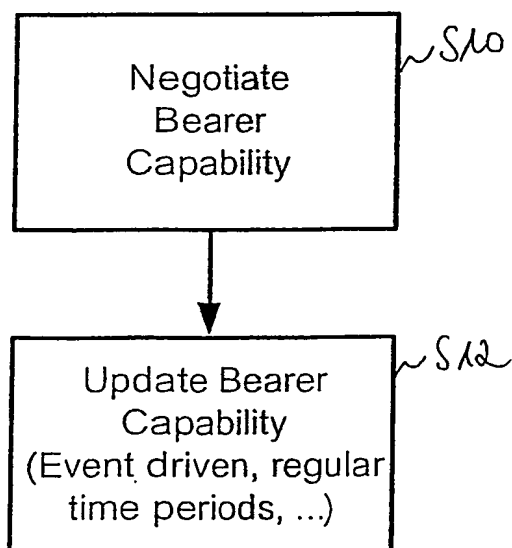 Negotiate
Bearer
Capability
S10
Update Bearer
Capability
(Event driven, regular
time periods, ...)
S12